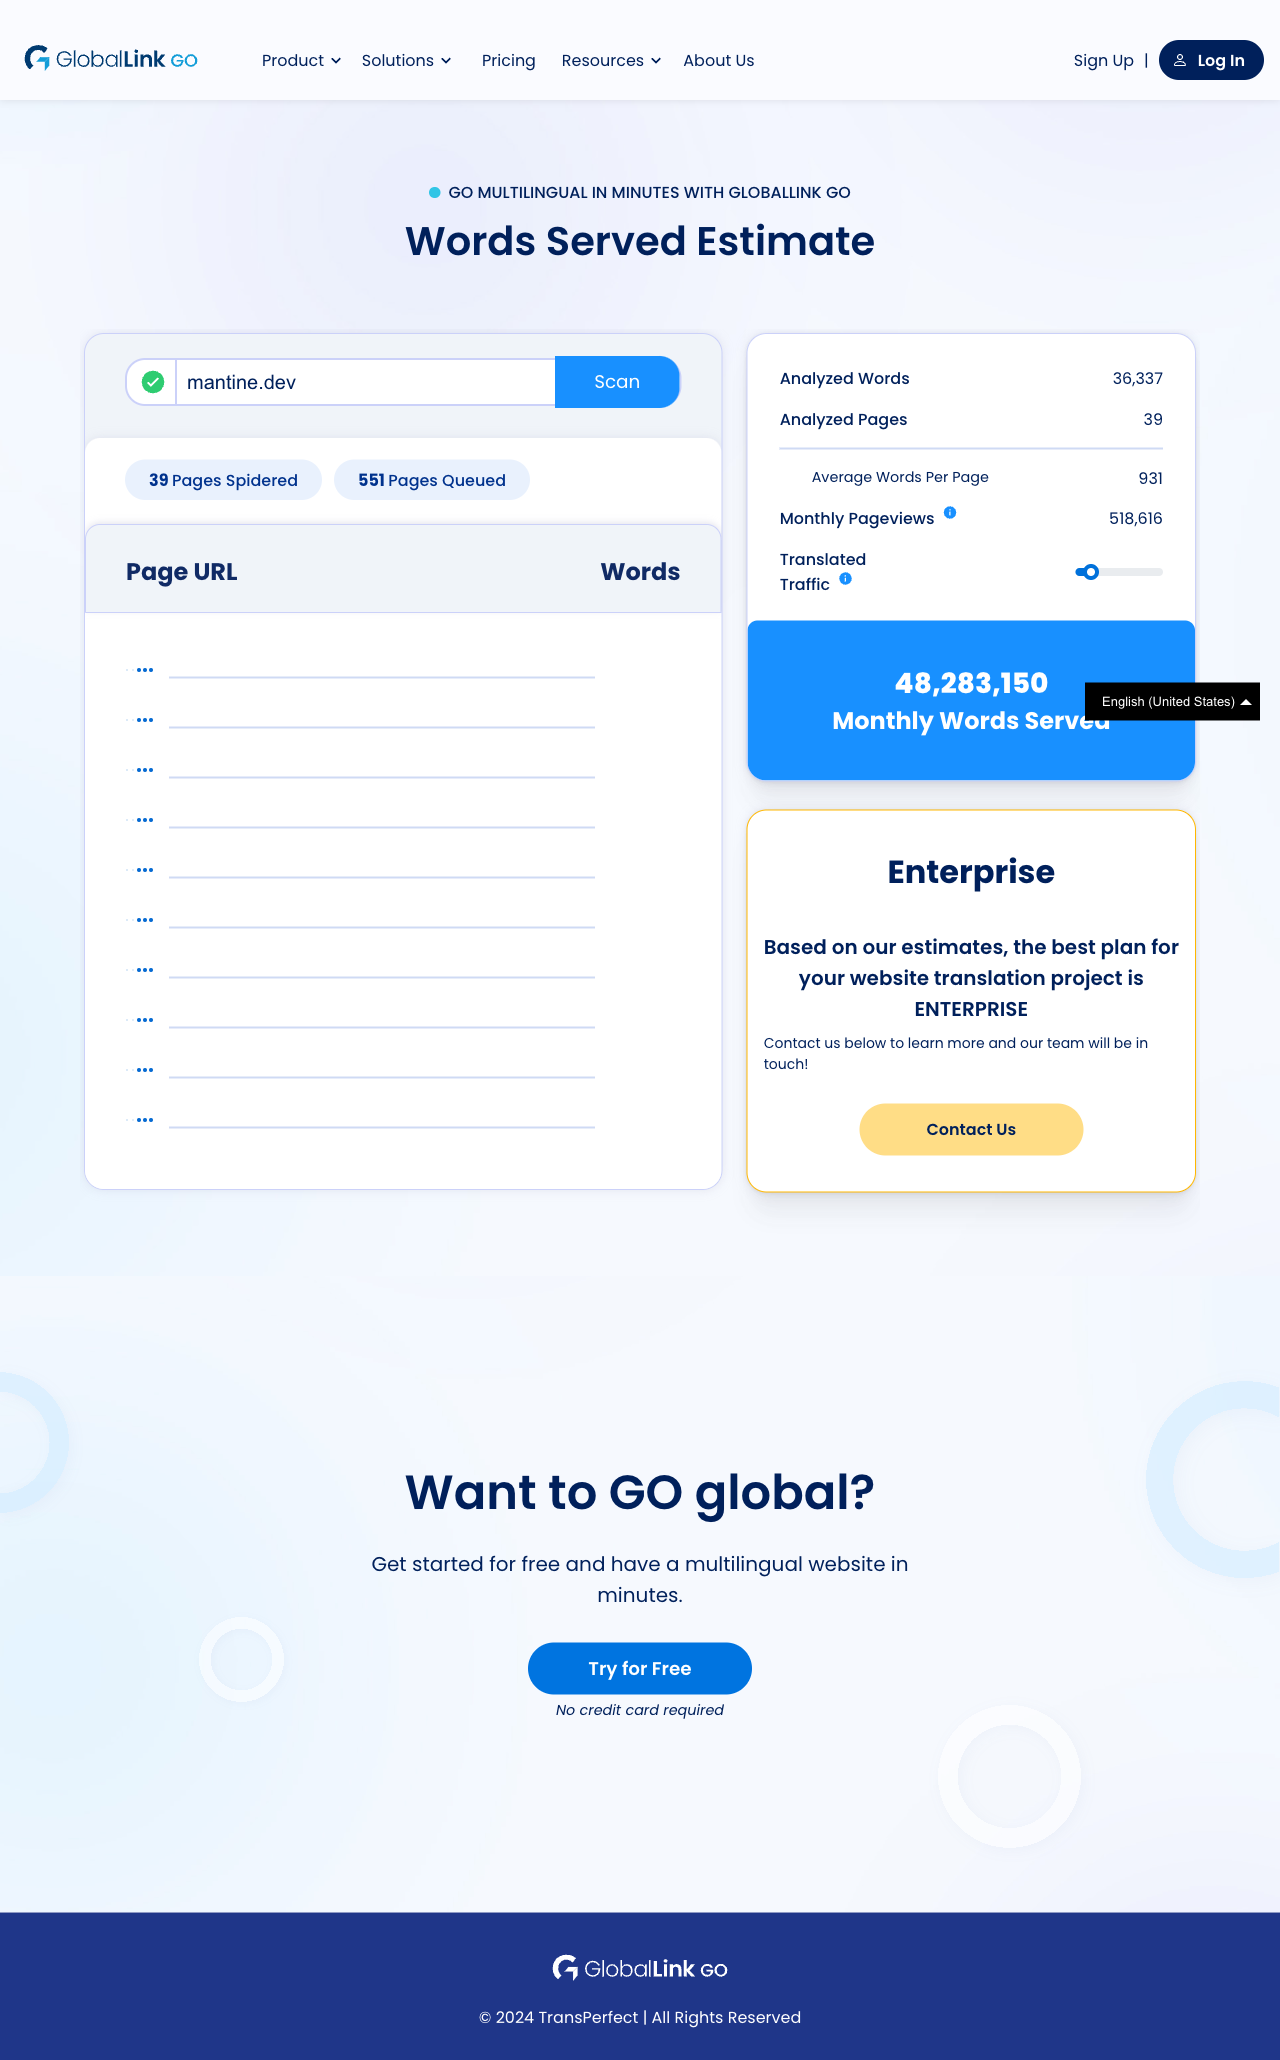 GlobalLink GO
Product
Solutions
Pricing
Resources
About Us
Sign Up |
Log In
GO MULTILINGUAL IN MINUTES WITH GLOBALLINK GO
Words Served Estimate
mantine.dev
Scan
39 Pages Spidered
551 Pages Queued
Page URL
Words
Analyzed Words
36,337
Analyzed Pages
39
Average Words Per Page
931
Monthly Pageviews
518,616
Translated
Traffic
48,283,150
Monthly Words Served
English (United States)
Enterprise
Based on our estimates, the best plan for
your website translation project is
ENTERPRISE
Contact us below to learn more and our team will be in
touch!
Contact Us
Want to GO global?
Get started for free and have a multilingual website in
minutes.
Try for Free
No credit card required
GlobalLink GO
© 2024 TransPerfect | All Rights Reserved